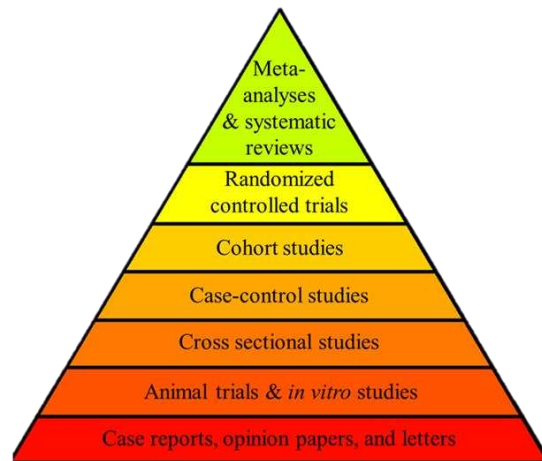 Meta-
analyses
& systematic
reviews
Randomized
controlled trials
Cohort studies
Case-control studies
Cross sectional studies
Animal trials & in vitro studies
Case reports, opinion papers, and letters